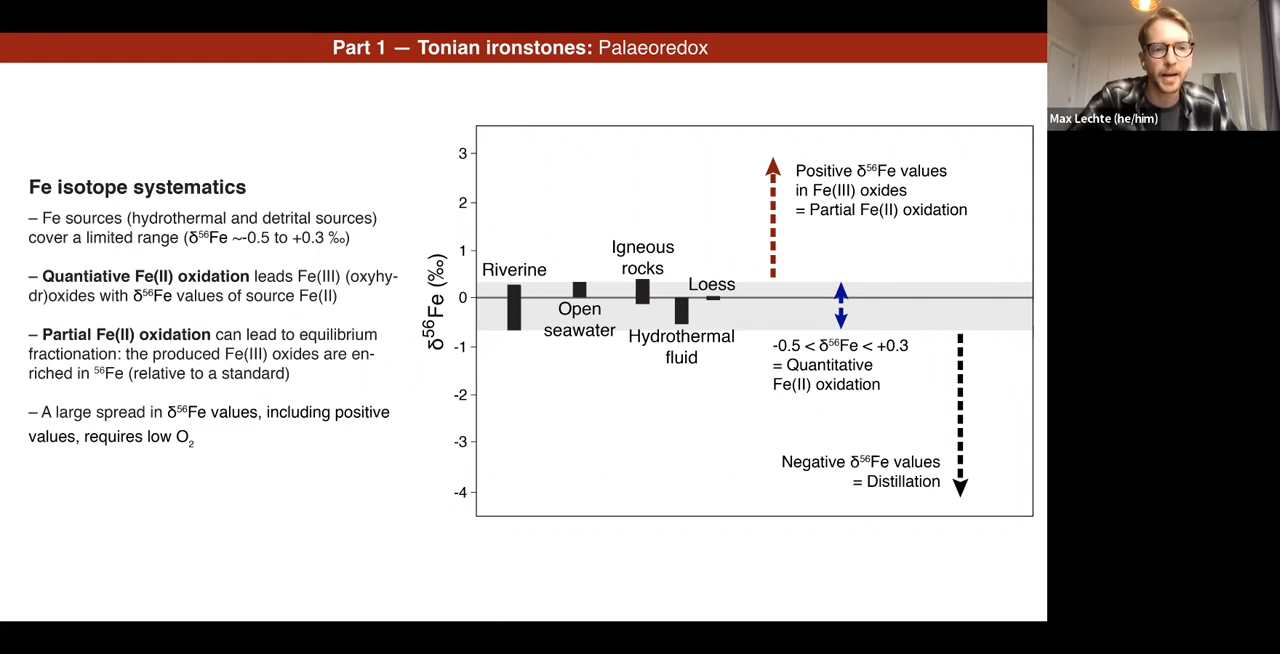 Part 1 — Tonian ironstones: Palaeoredox
Max Lechte (he/him)
Fe isotope systematics
– Fe sources (hydrothermal and detrital sources)
cover a limited range (δ⁵⁶Fe ~-0.5 to +0.3 ‰)
– Quantiative Fe(II) oxidation leads Fe(III) (oxyhy-
dr)oxides with δ⁵⁶Fe values of source Fe(II)
– Partial Fe(II) oxidation can lead to equilibrium
fractionation: the produced Fe(III) oxides are en-
riched in ⁵⁶Fe (relative to a standard)
– A large spread in δ⁵⁶Fe values, including positive
values, requires low O₂
δ⁵⁶Fe (‰)
3
2
1
0
-1
-2
-3
-4
Riverine
Open
seawater
Igneous
rocks
Hydrothermal
fluid
Loess
Positive δ⁵⁶Fe values
in Fe(III) oxides
= Partial Fe(II) oxidation
-0.5 < δ⁵⁶Fe < +0.3
= Quantitative
Fe(II) oxidation
Negative δ⁵⁶Fe values
= Distillation